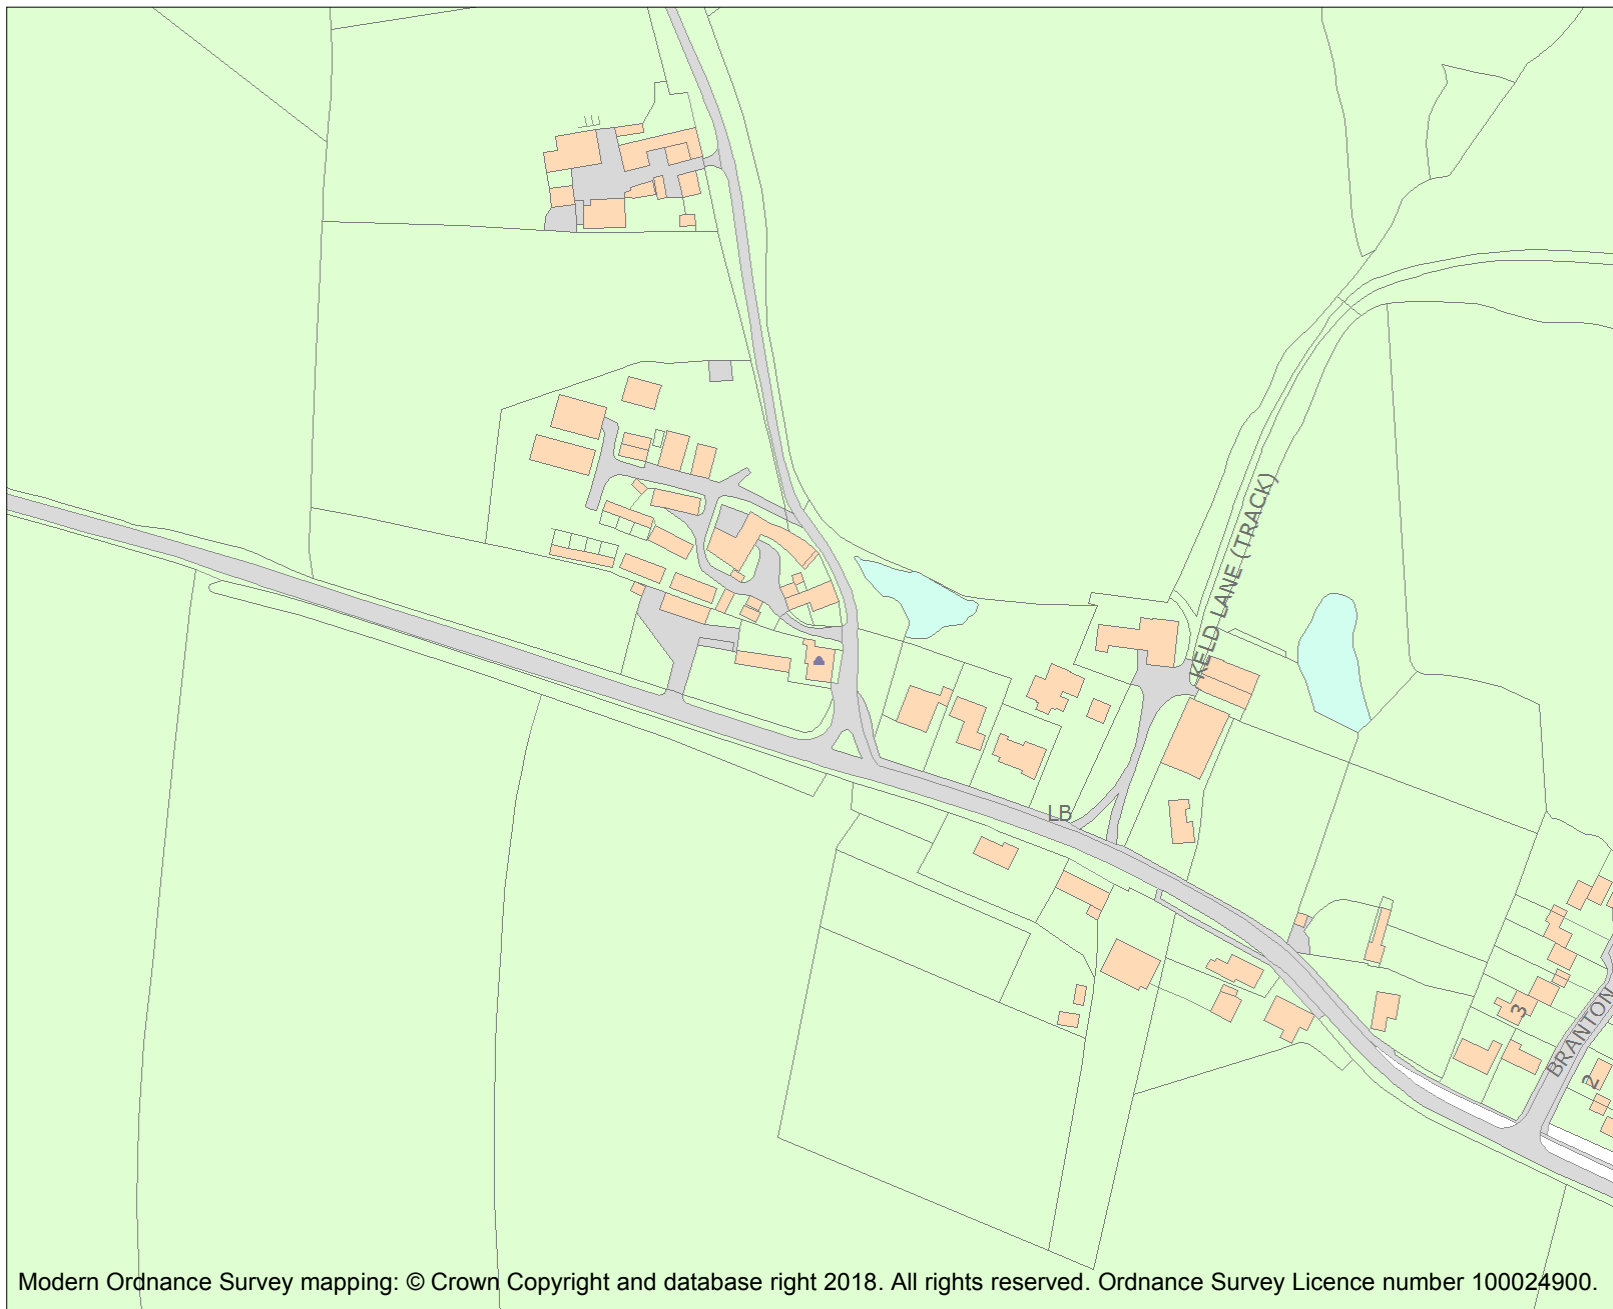 KELD LANE (TRACK)
LB
3
BRANTON
2
Modern Ordnance Survey mapping: © Crown Copyright and database right 2018. All rights reserved. Ordnance Survey Licence number 100024900.